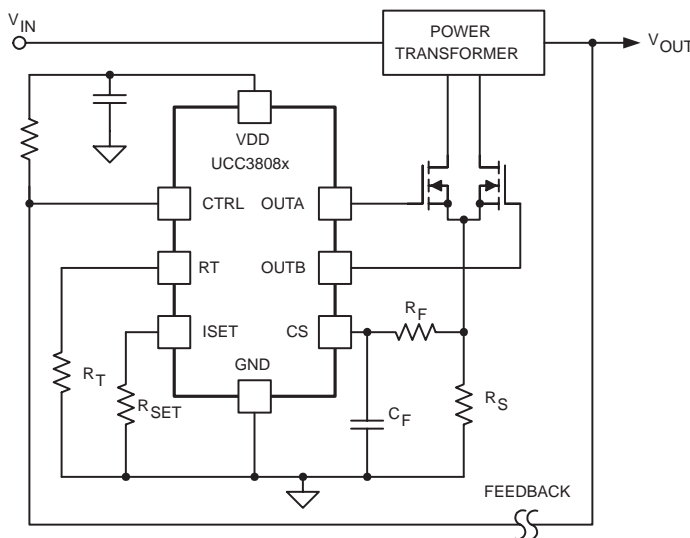 V_IN
POWER
TRANSFORMER
V_OUT
VDD
UCC3808x
CTRL
OUTA
RT
OUTB
R_F
ISET
CS
GND
R_T
R_SET
C_F
R_S
FEEDBACK